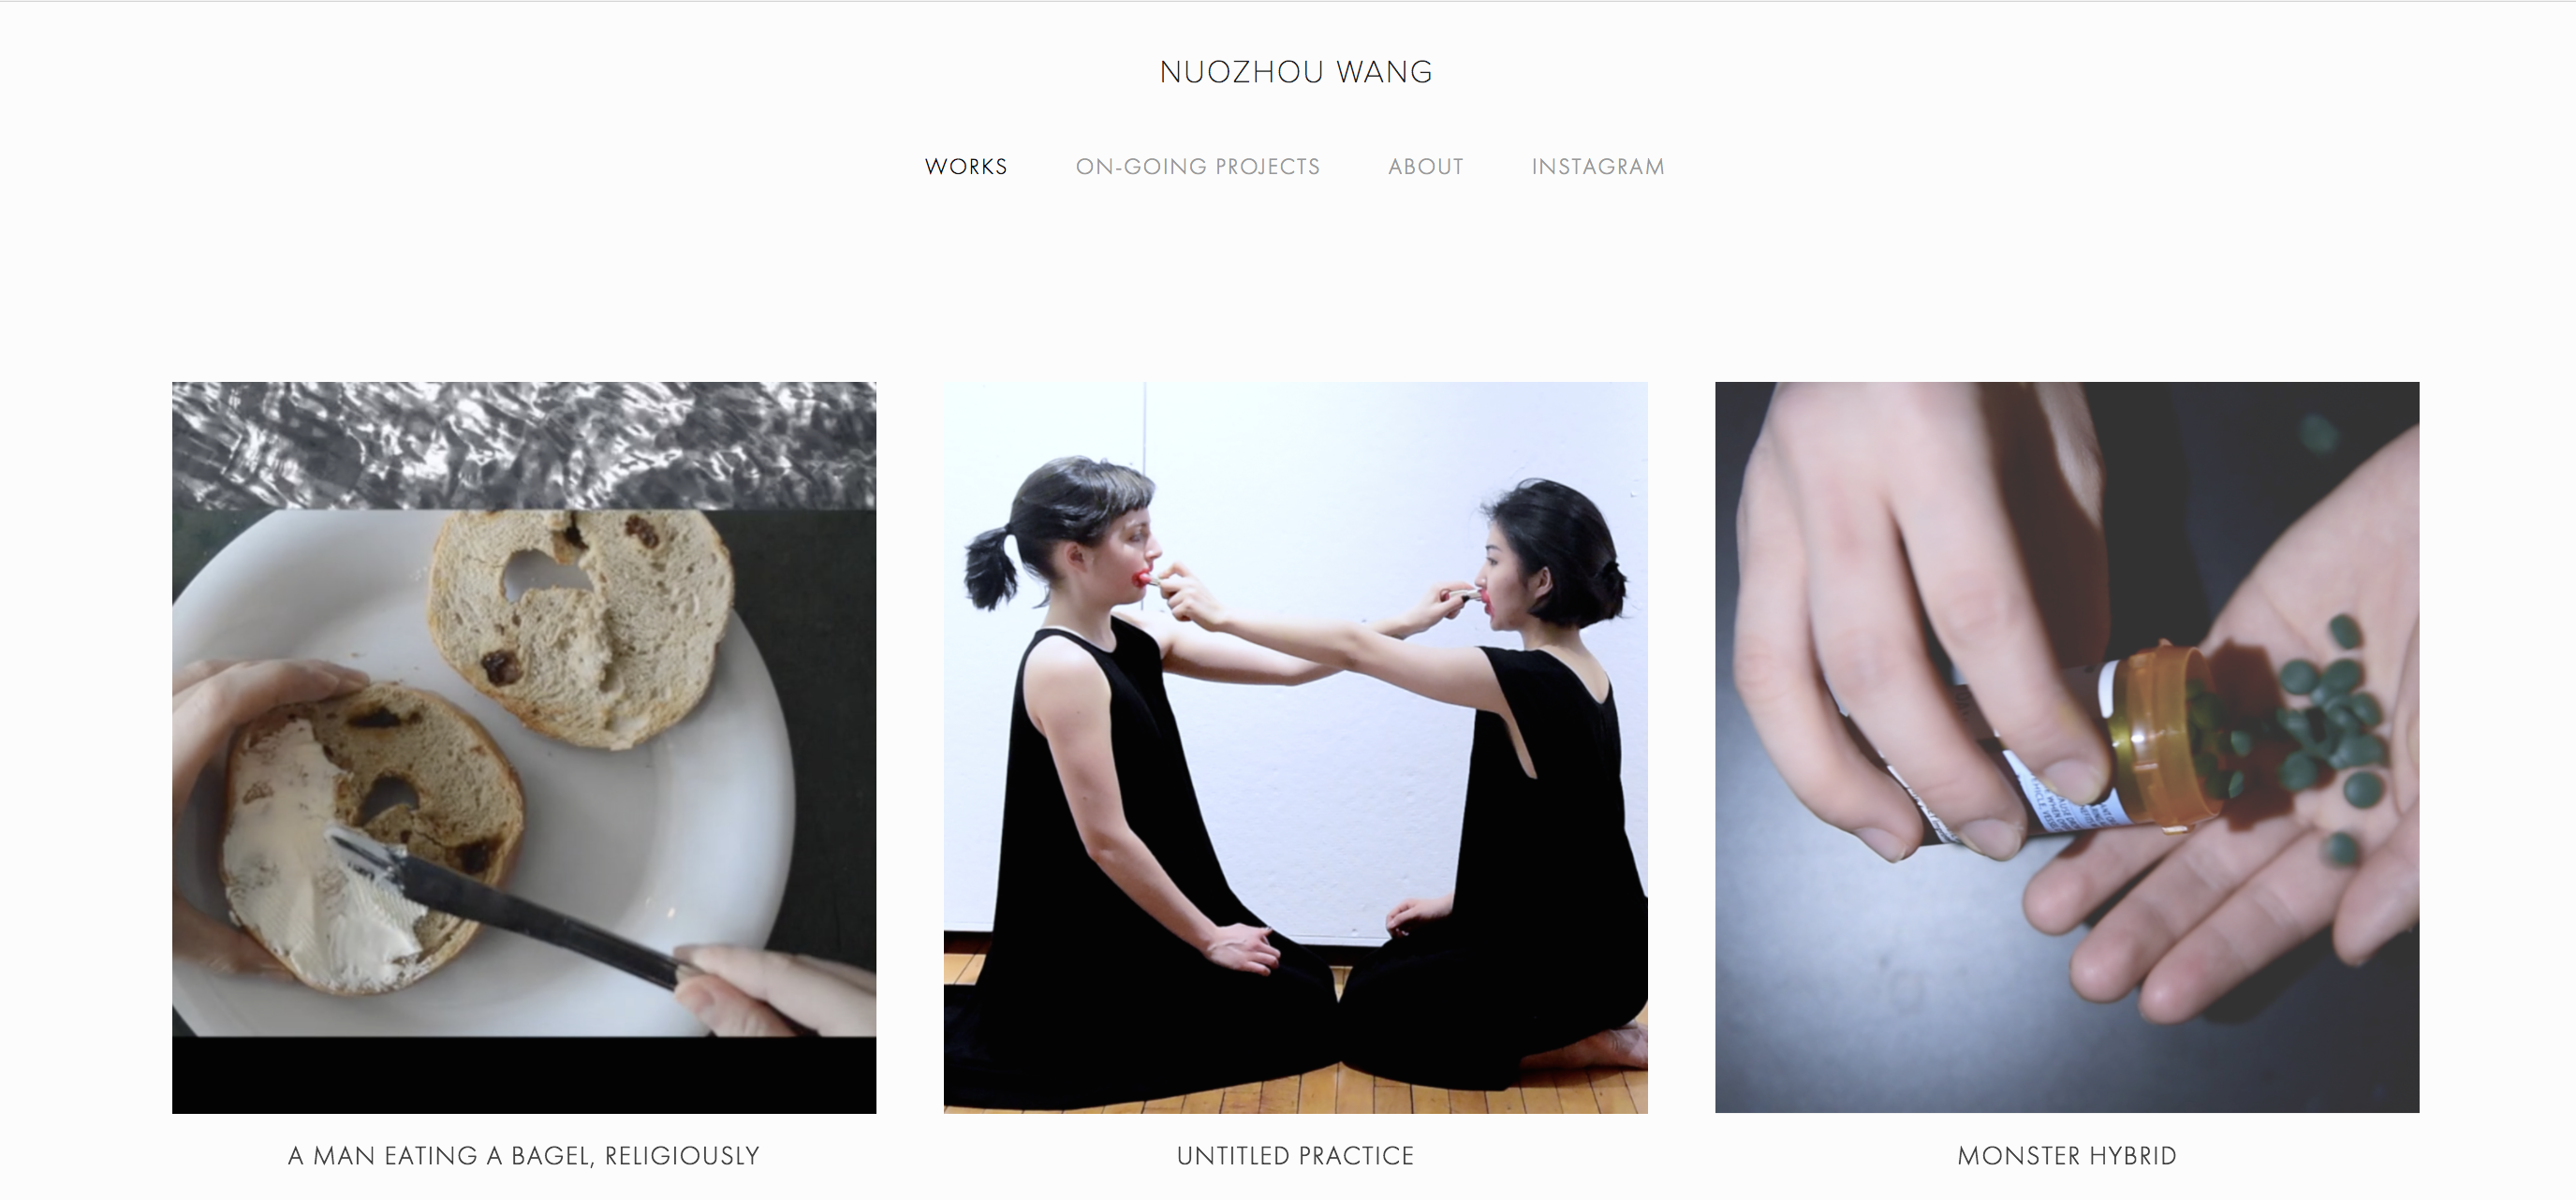 NUOZHOU WANG
WORKS ON-GOING PROJECTS ABOUT INSTAGRAM
A MAN EATING A BAGEL, RELIGIOUSLY
UNTITLED PRACTICE
MONSTER HYBRID